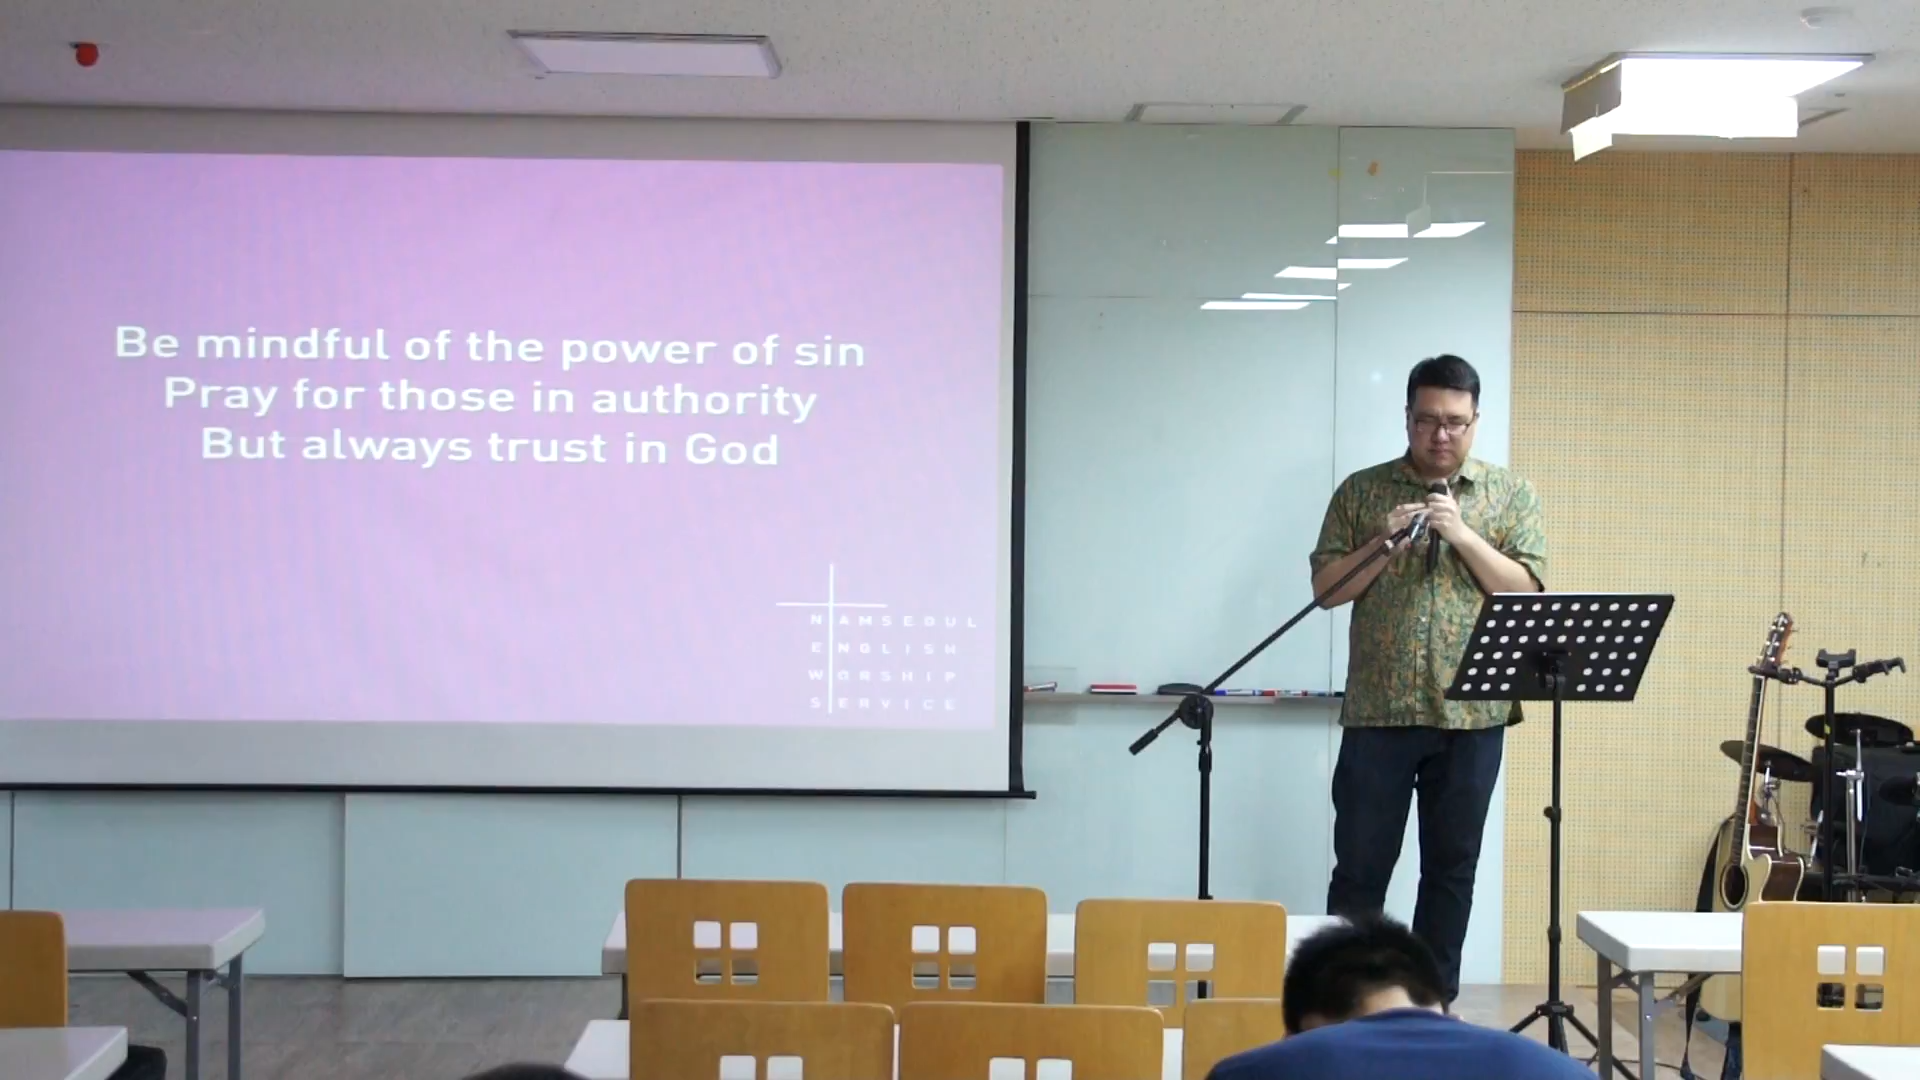 Be mindful of the power of sin
Pray for those in authority
But always trust in God
NAMSEOUL
ENGLISH
WORSHIP
SERVICE